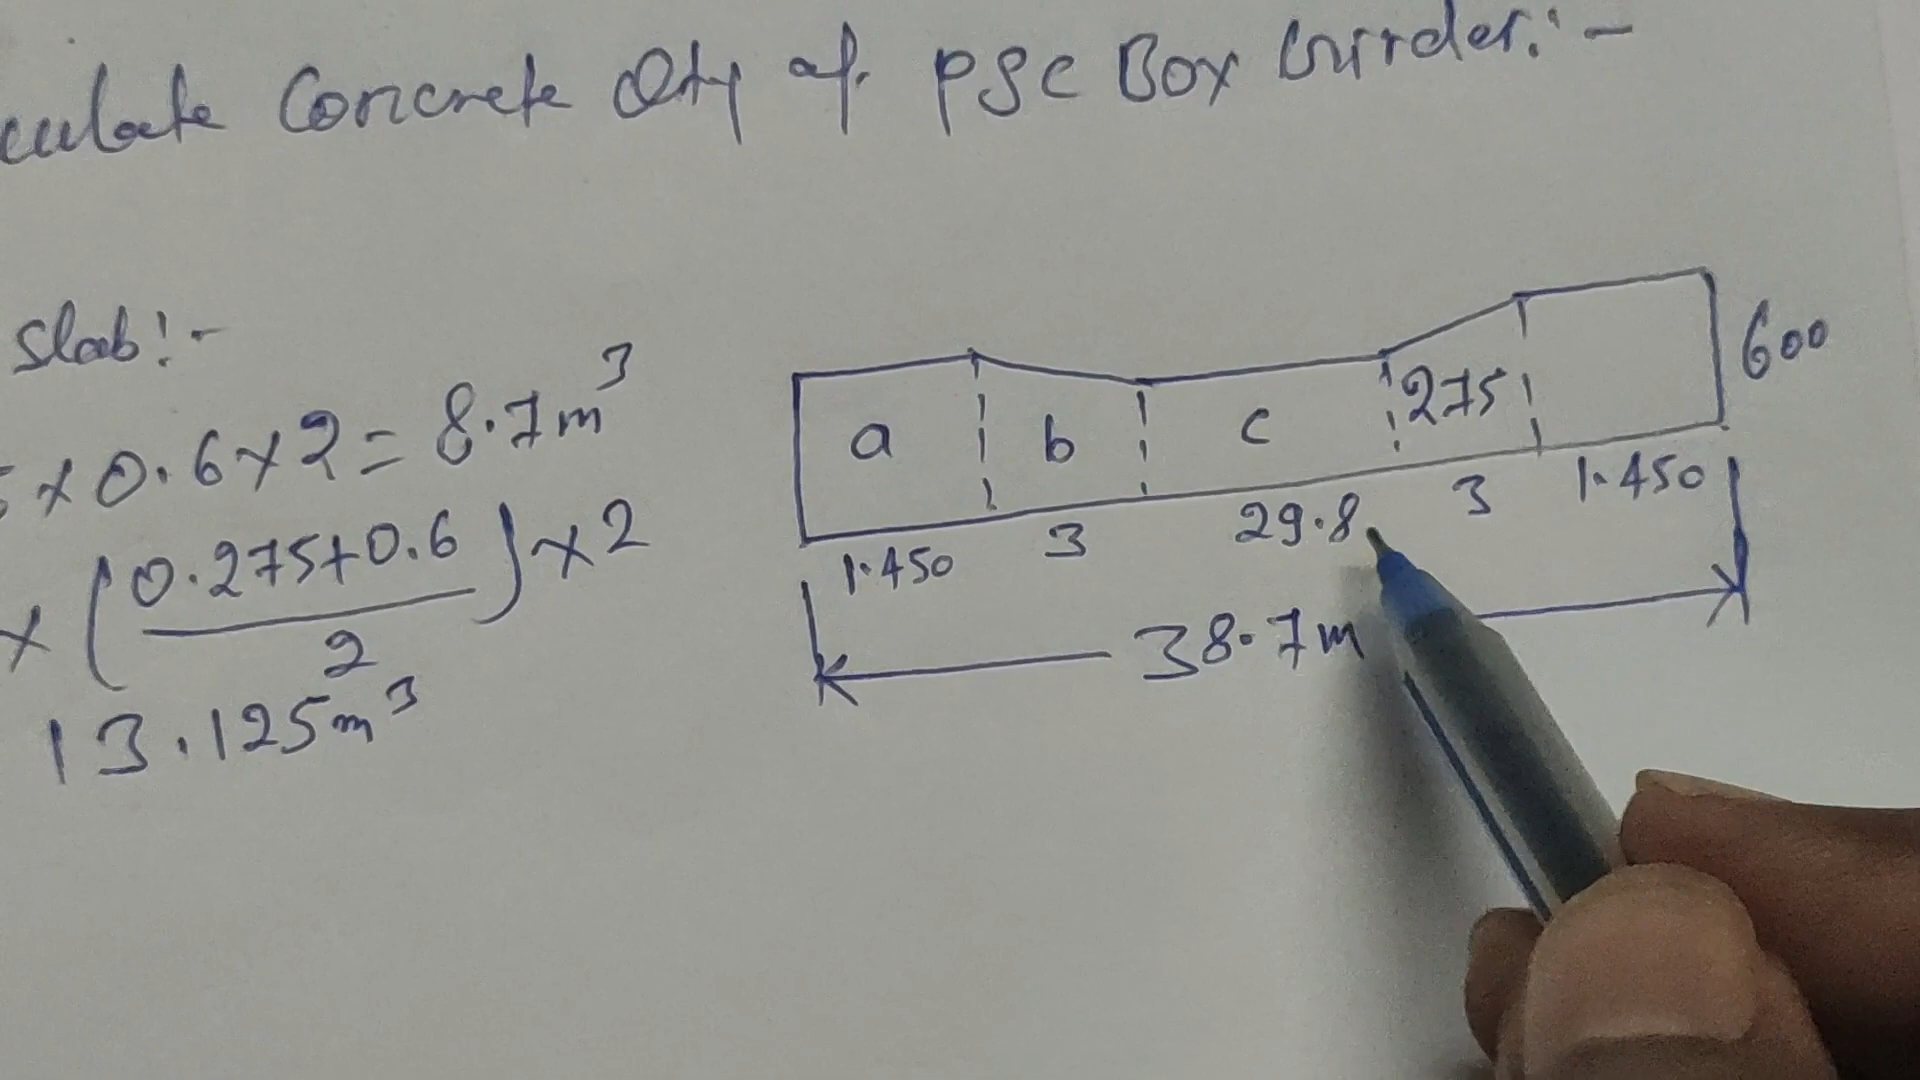 culate Concrete Qty of PSC Box Girder:-
Slab:-
5 x 0.6 x 2 = 8.7m³
x (0.275+0.6 / 2) x 2
13.125m³
a b c 275 600
1.450 3 29.8 3 1.450
38.7m